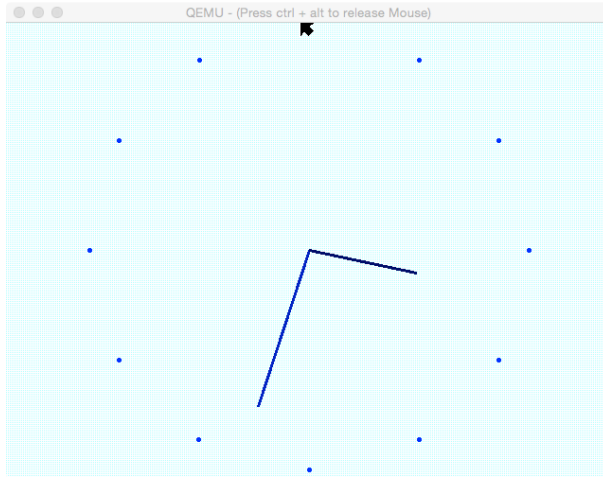 QEMU - (Press ctrl + alt to release Mouse)